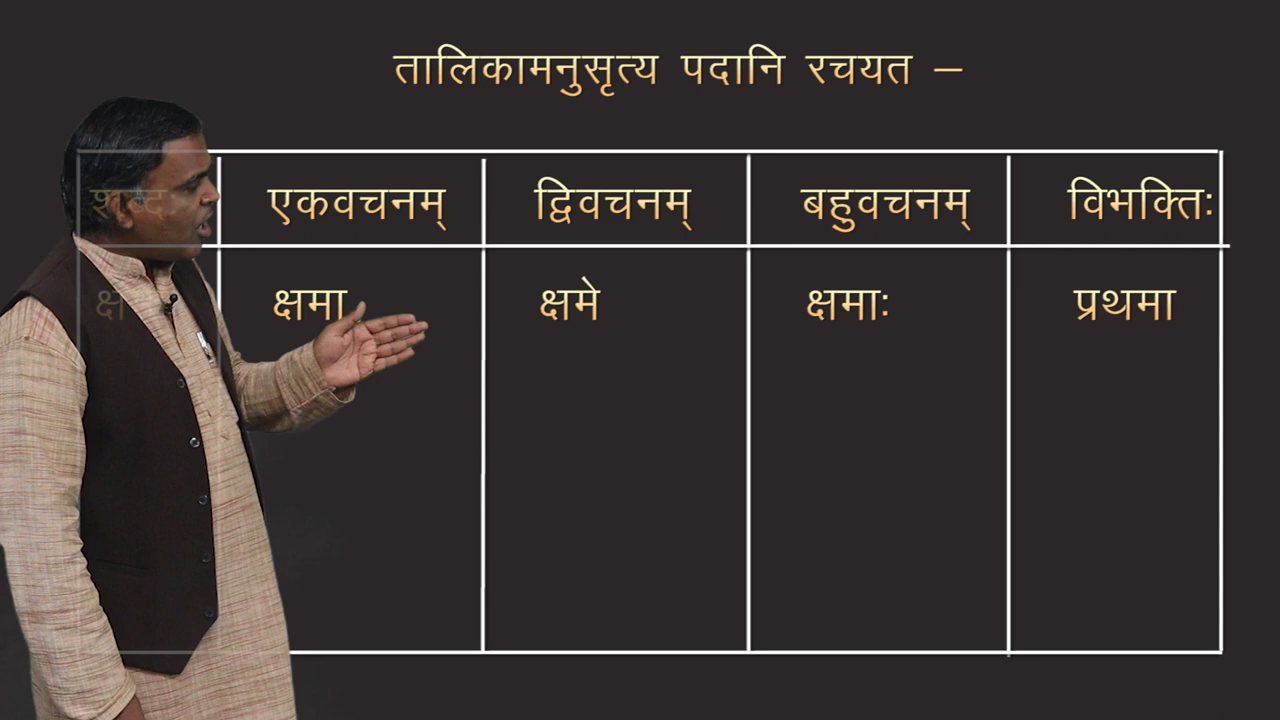 तालिकामनुसृत्य पदानि रचयत –
एकवचनम् द्विवचनम् बहुवचनम् विभक्तिः
क्षमा क्षमे क्षमाः प्रथमा